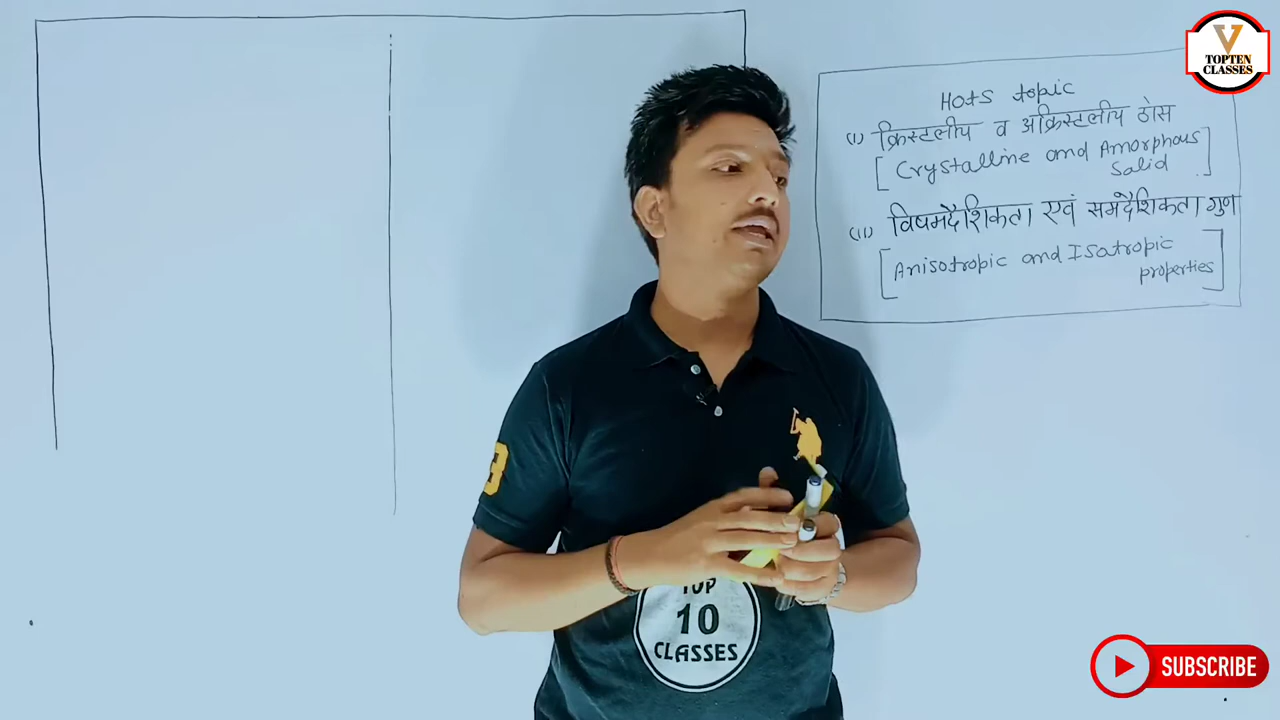 V
TOPTEN
CLASSES
HOTS topic
(I) क्रिस्टलीय व अक्रिस्टलीय ठोस
[Crystalline and Amorphous
Solid]
(II) विषमदैशिकता एवं समदैशिकता गुण
[Anisotropic and Isotropic
properties]
3
TOP
10
CLASSES
SUBSCRIBE